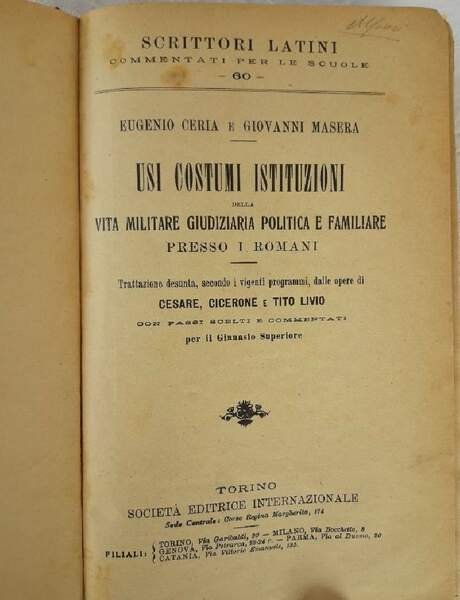 SCRITTORI LATINI
COMMENTATI PER LE SCUOLE
- 60 -
EUGENIO CERIA E GIOVANNI MASERA
USI COSTUMI ISTITUZIONI
DELLA
VITA MILITARE GIUDIZIARIA POLITICA E FAMILIARE
PRESSO I ROMANI
Trattazione desunta, secondo i vigenti programmi, dalle opere di
CESARE, CICERONE E TITO LIVIO
CON PASSI SCELTI E COMMENTATI
per il Ginnasio Superiore
TORINO
SOCIETÀ EDITRICE INTERNAZIONALE
Sede Centrale: Corso Regina Margherita, 174
FILIALI: { TORINO, Via Garibaldi, 20 - MILANO, Via Bocchetto, 8
GENOVA, Via Petrarca, 22-24 r. - PARMA, Via al Duomo, 20
CATANIA, Via Vittorio Emanuele, 135.